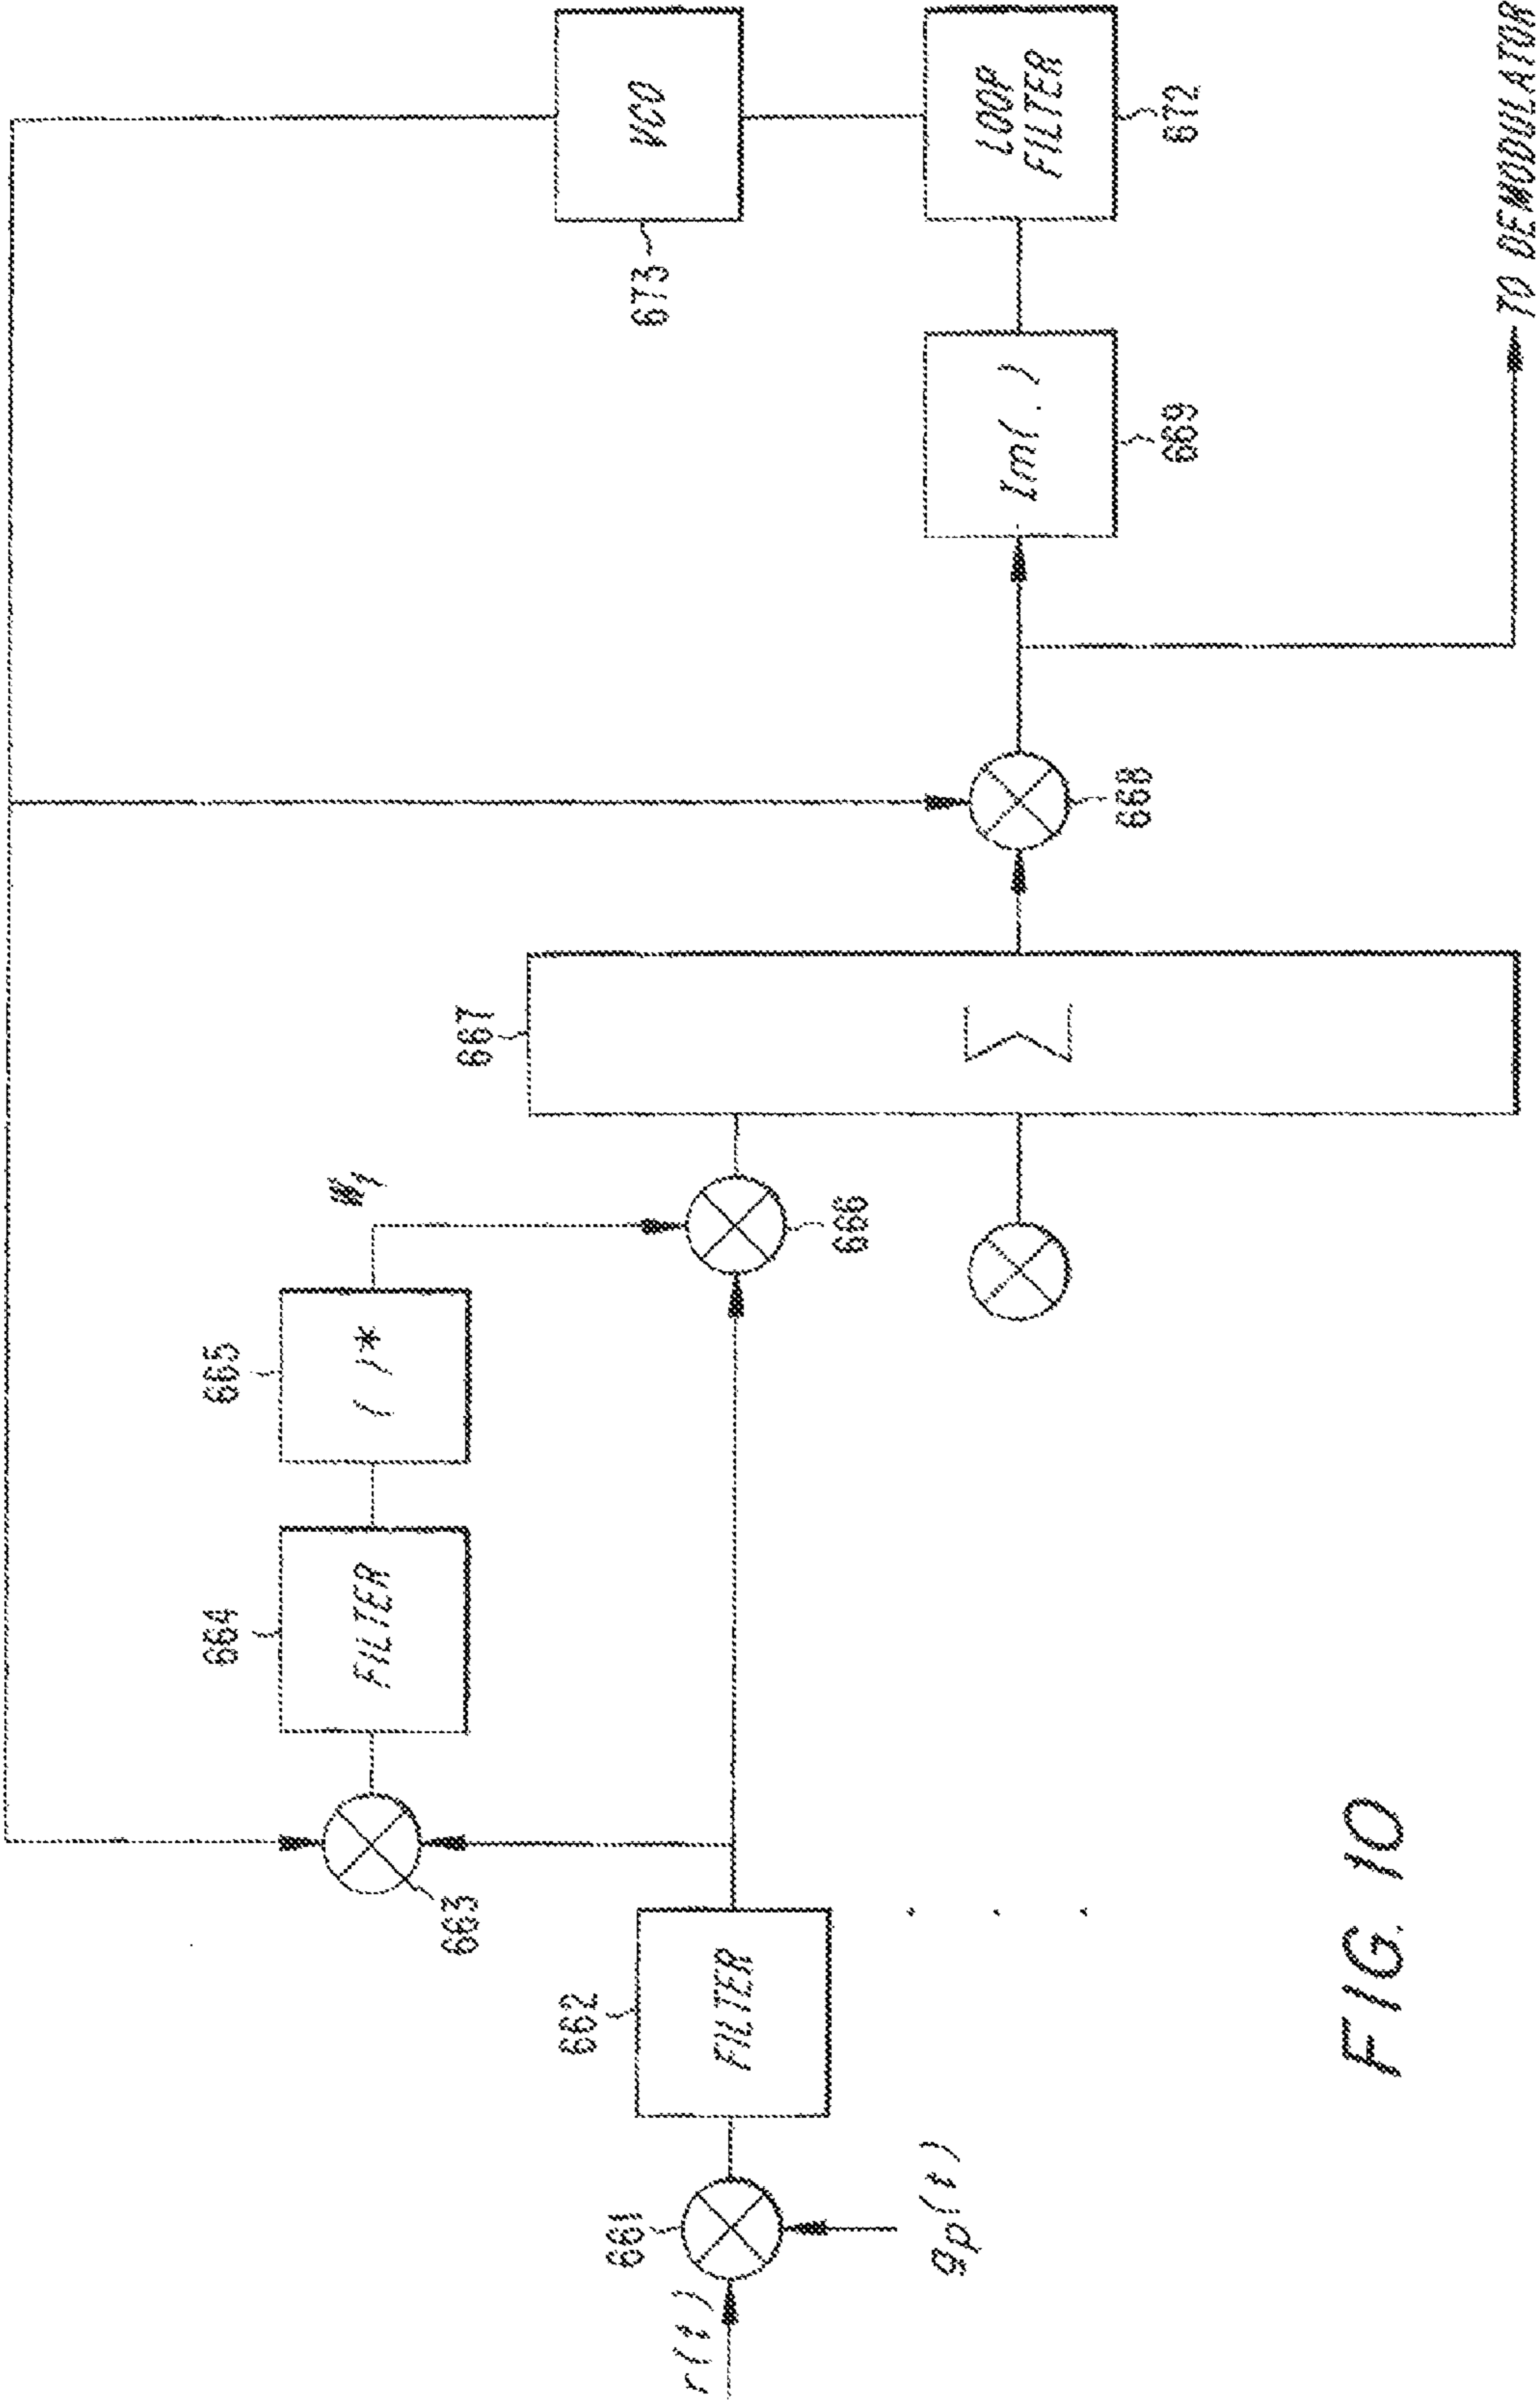 r(t)
661
gp(t)
662
FILTER
663
664
FILTER
665
( )*
W1
666
667
Σ
668
Im(.)
669
LOOP
FILTER
672
VCO
673
TO DEMODULATOR
FIG. 10